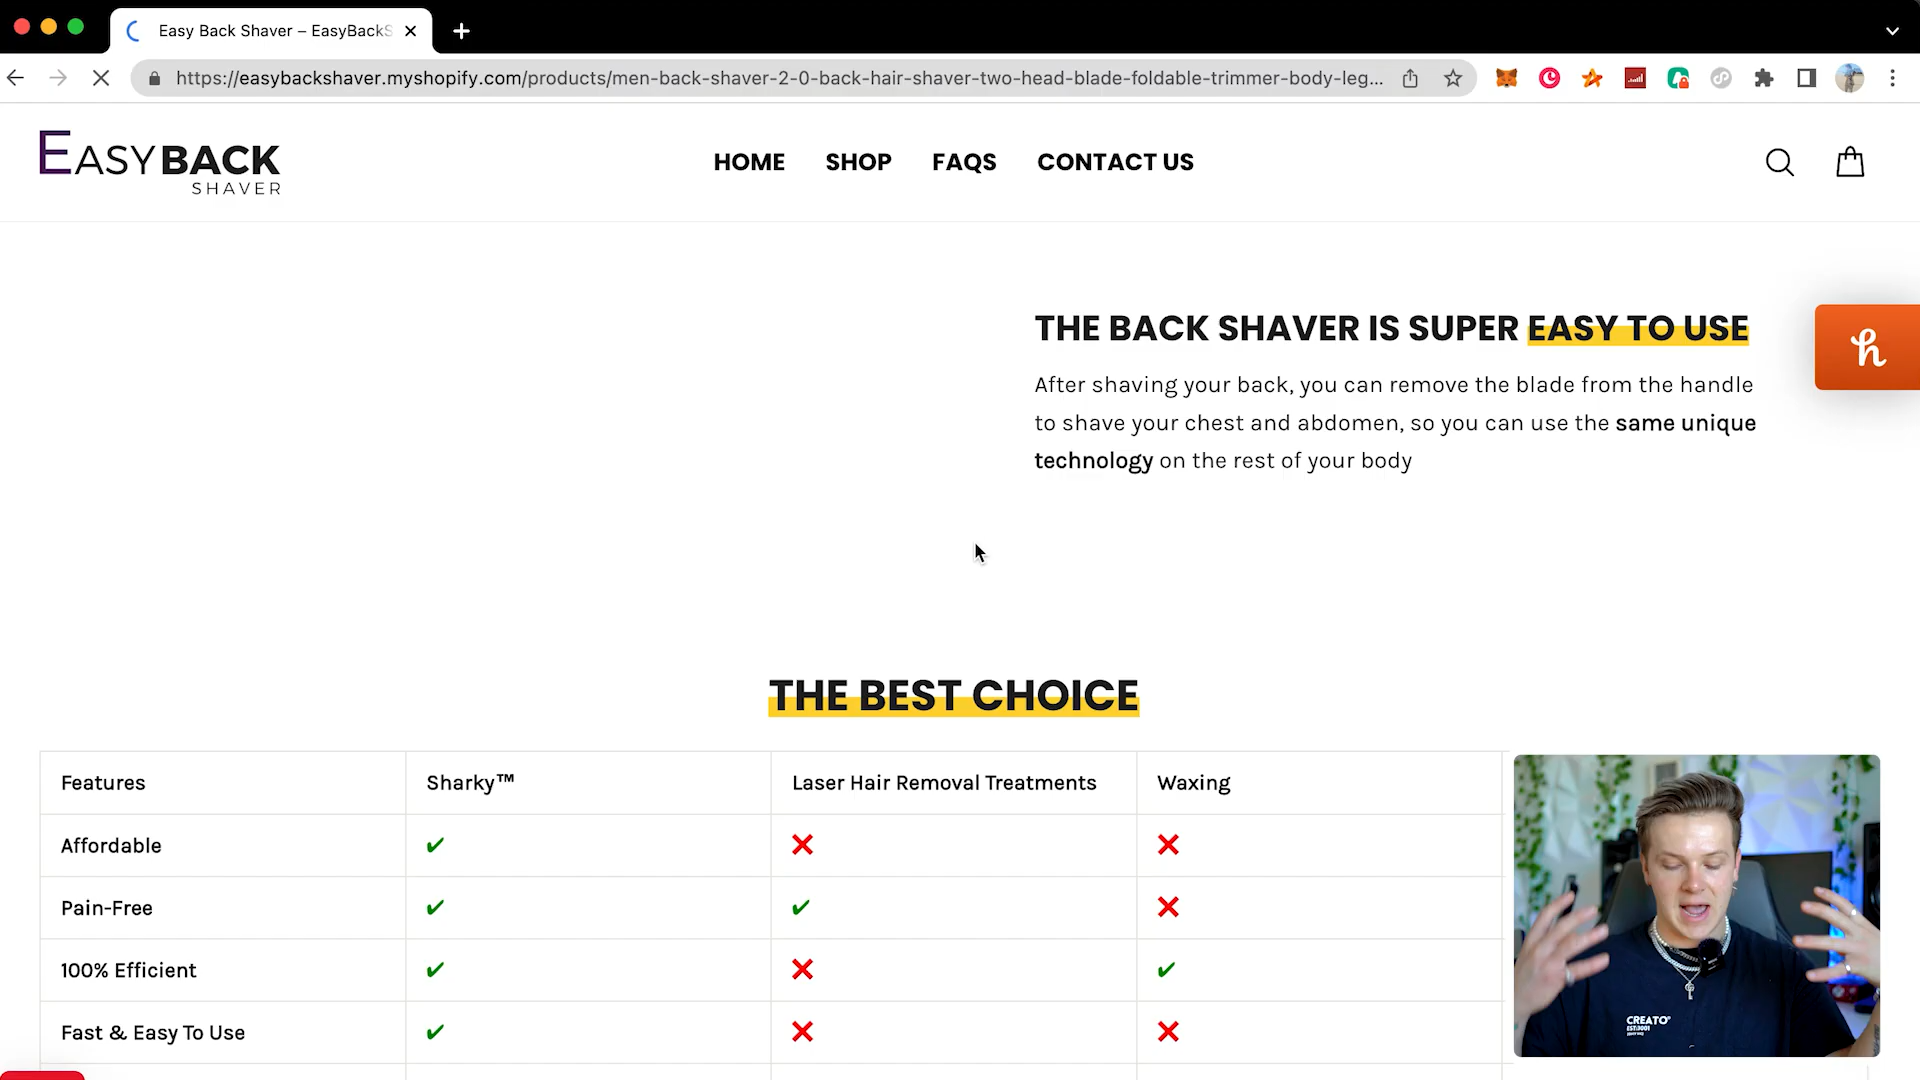 Easy Back Shaver – EasyBackS
https://easybackshaver.myshopify.com/products/men-back-shaver-2-0-back-hair-shaver-two-head-blade-foldable-trimmer-body-leg...
EASYBACK
SHAVER
HOME SHOP FAQS CONTACT US
THE BACK SHAVER IS SUPER EASY TO USE
After shaving your back, you can remove the blade from the handle
to shave your chest and abdomen, so you can use the same unique
technology on the rest of your body
h
THE BEST CHOICE
Features Sharky™ Laser Hair Removal Treatments Waxing
Affordable ✔ ❌ ❌
Pain-Free ✔ ✔ ❌
100% Efficient ✔ ❌ ✔
Fast & Easy To Use ✔ ❌ ❌
CREATO
EST:3001